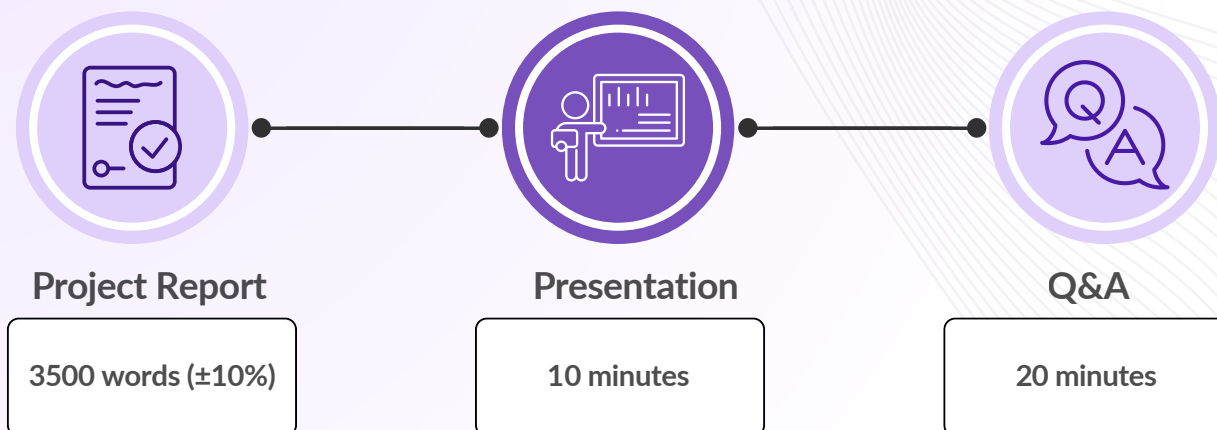 Q
A
Project Report
Presentation
Q&A
3500 words (±10%)
10 minutes
20 minutes